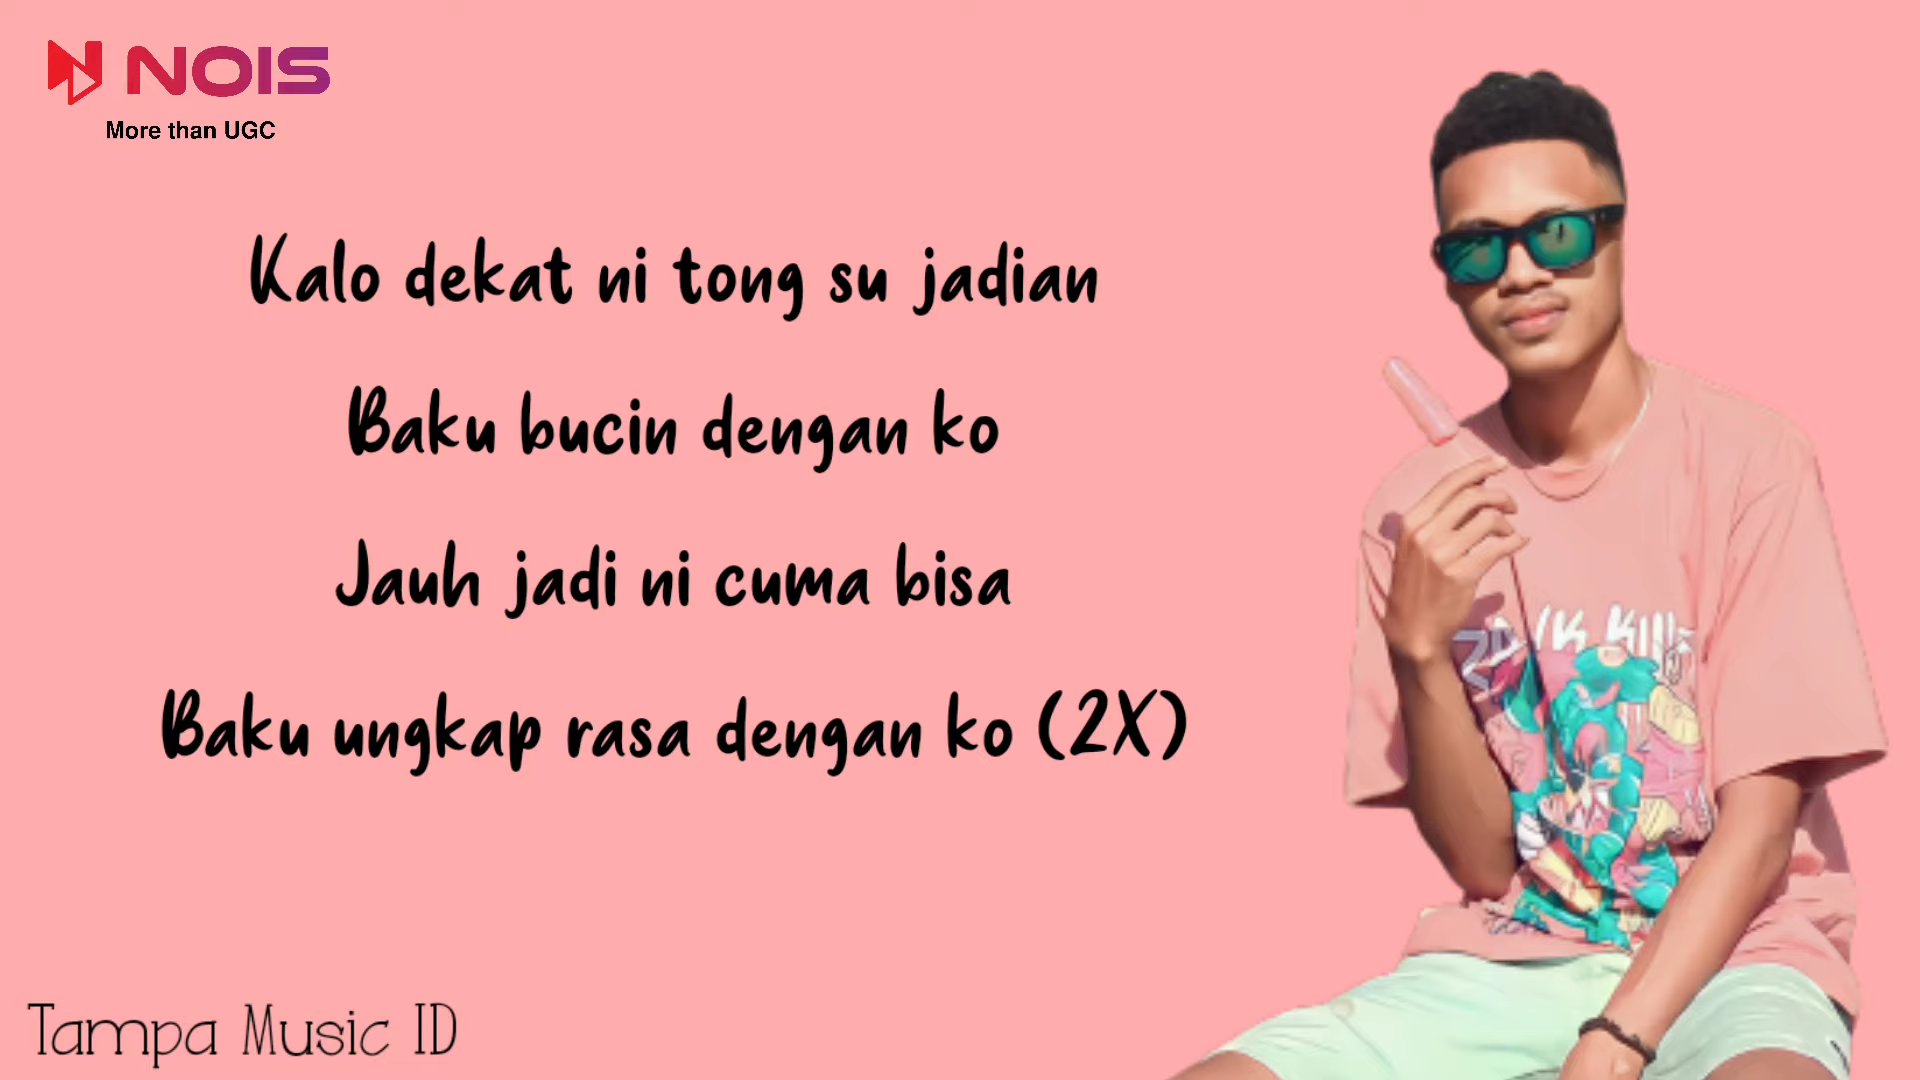 NOIS
More than UGC
Kalo dekat ni tong su jadian
Baku bucin dengan ko
Jauh jadi ni cuma bisa
Baku ungkap rasa dengan ko (2X)
Tampa Music ID